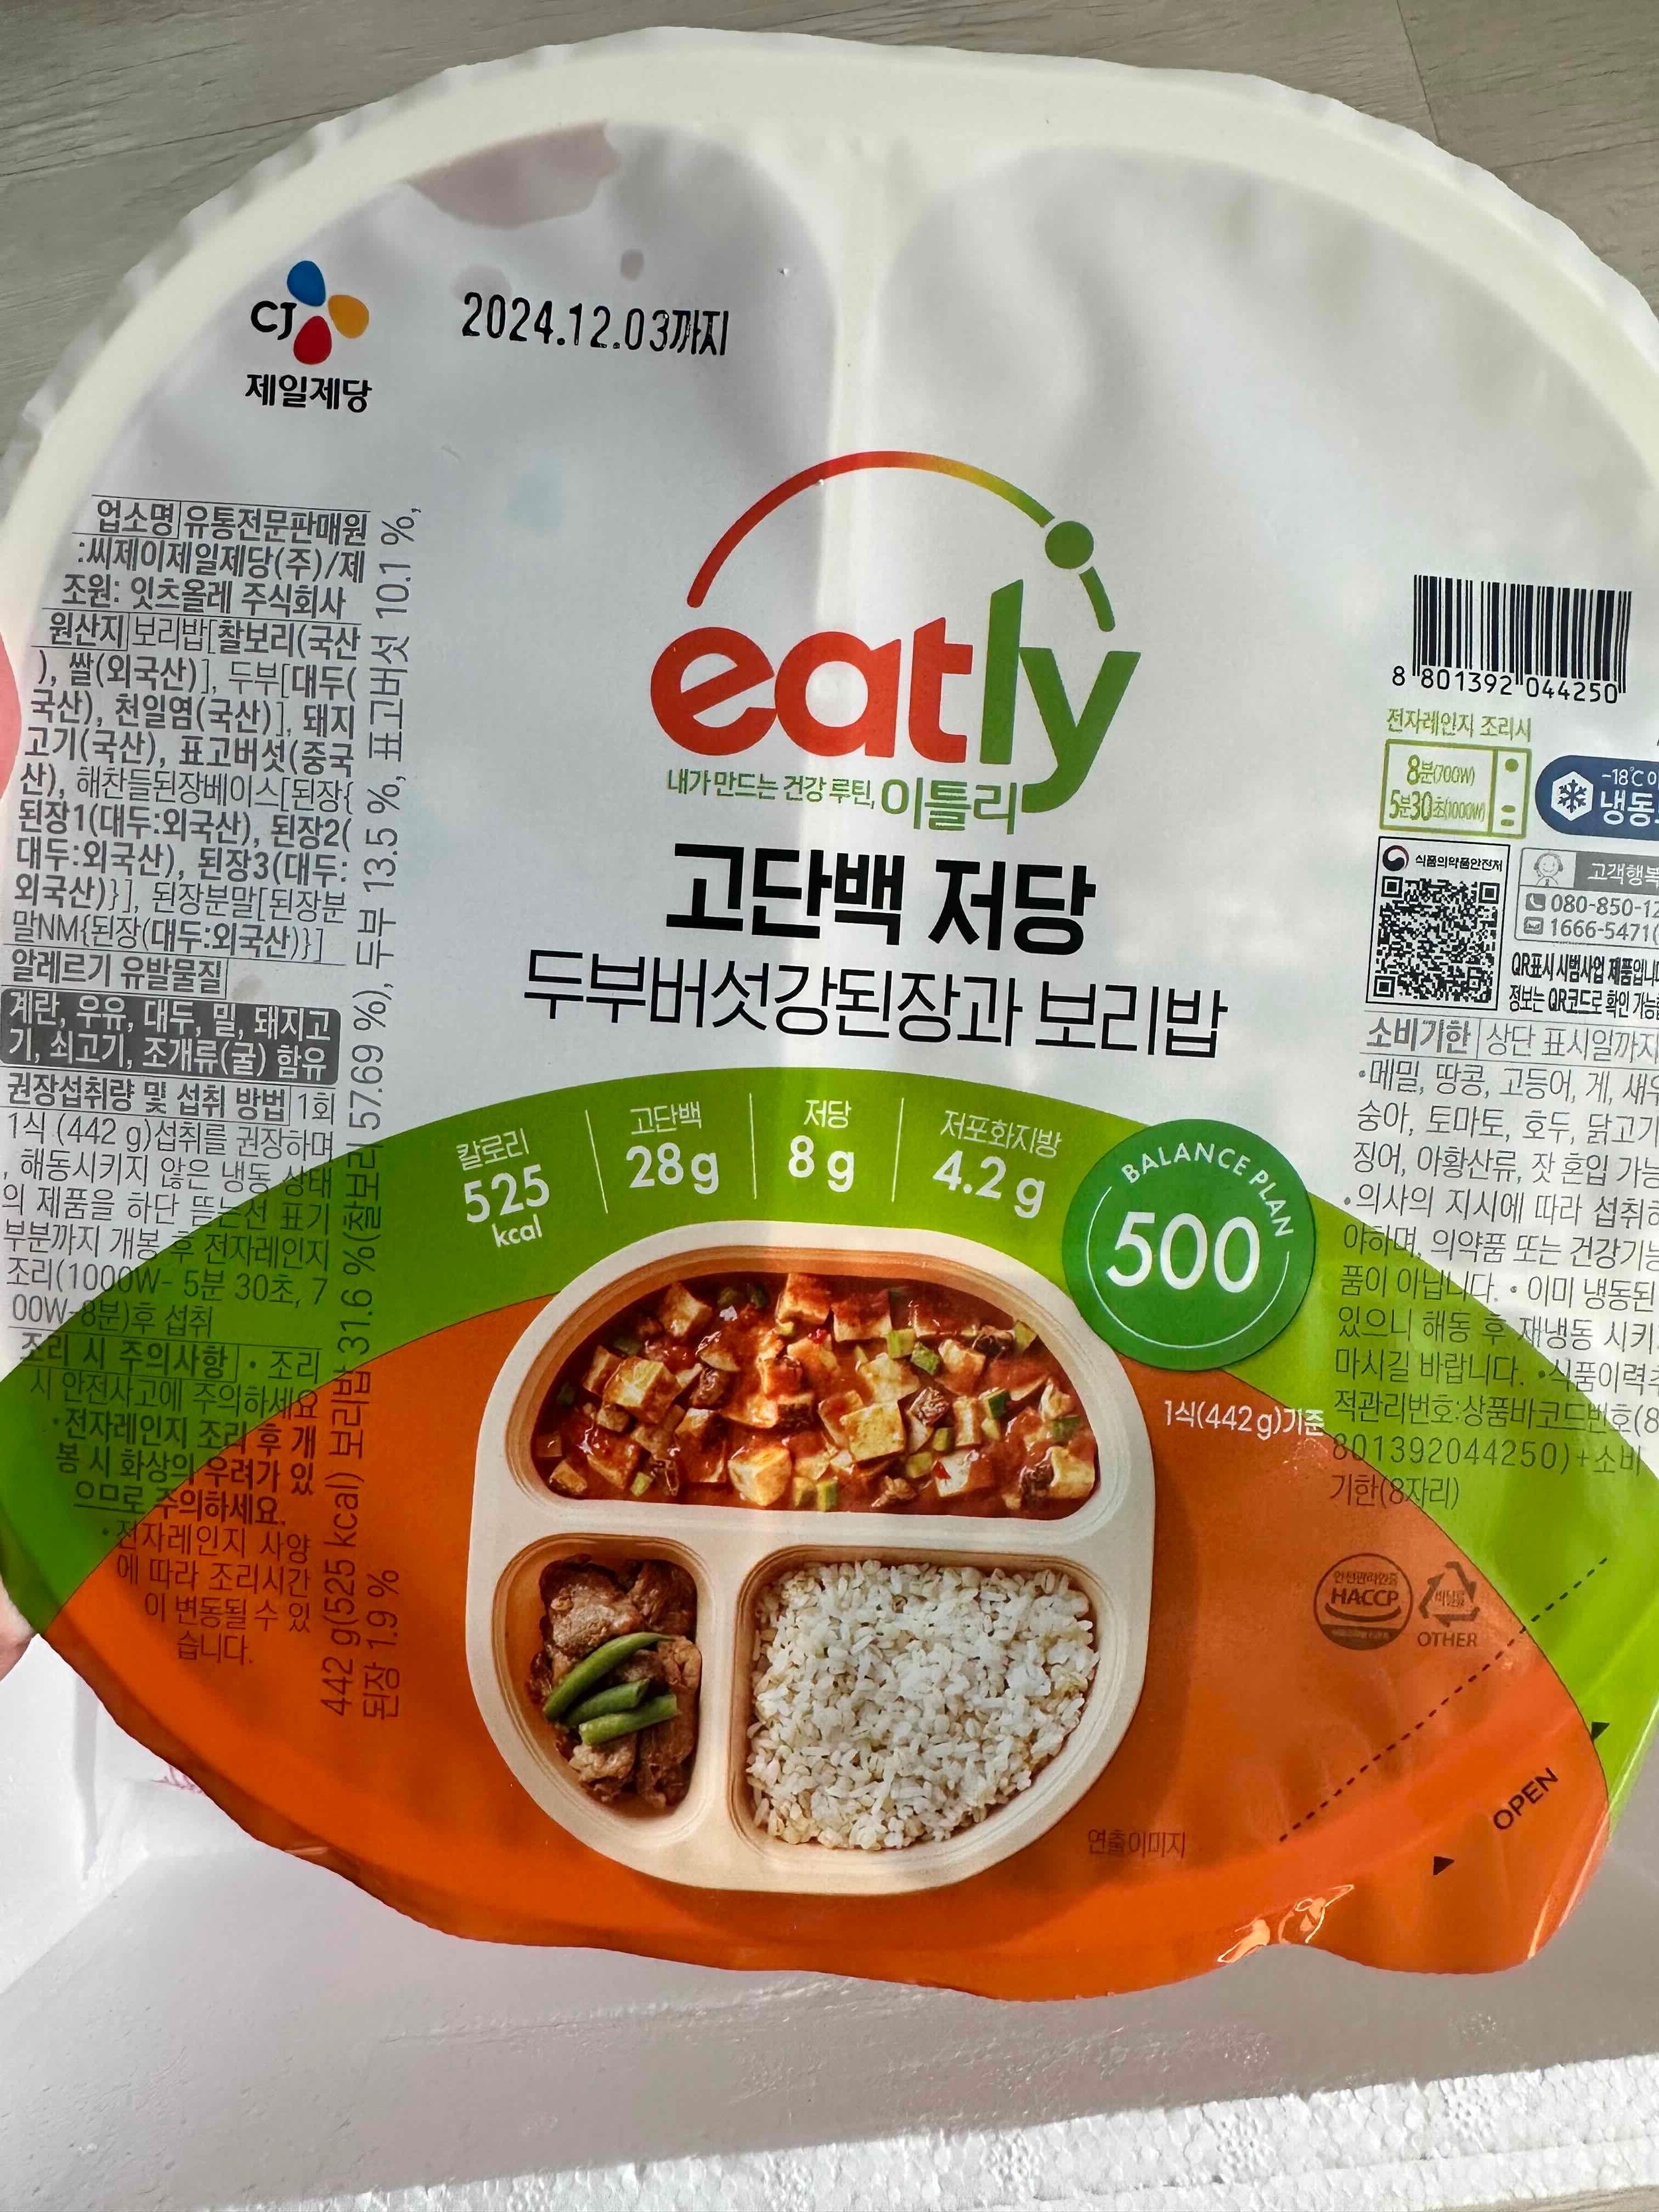 CJ
제일제당
2024.12.03까지
업소명 유통전문판매원
:씨제이제일제당(주)/제
조원: 잇츠올레 주식회사
원산지 보리밥[찰보리(국산
), 쌀(외국산)], 두부[대두(
국산), 천일염(국산)], 돼지
고기(국산), 표고버섯(중국
산), 해찬들된장베이스[된장{
된장1(대두:외국산), 된장2(
대두:외국산), 된장3(대두:
외국산)}], 된장분말[된장분
말NM{된장(대두:외국산)}]
알레르기 유발물질
계란, 우유, 대두, 밀, 돼지고
기, 쇠고기, 조개류(굴) 함유
권장섭취량 및 섭취 방법 1회
1식 (442 g)섭취를 권장하며
, 해동시키지 않은 냉동 상태
의 제품을 하단 뜯는선 표기
부분까지 개봉 후 전자레인지
조리(1000W- 5분 30초, 7
00W-8분)후 섭취
조리 시 주의사항 • 조리
시 안전사고에 주의하세요
•전자레인지 조리 후 개
봉 시 화상의 우려가 있
으므로 주의하세요.
•전자레인지 사양
에 따라 조리시간
이 변동될 수 있
습니다.
442 g(525 kcal) 보리밥 31.6 %(찰보리 57.69 %), 두부 13.5 %, 표고버섯 10.1 %,
된장 1.9 %
eatly
내가 만드는 건강 루틴, 이틀리
고단백 저당
두부버섯강된장과 보리밥
칼로리
525
kcal
고단백
28g
저당
8g
저포화지방
4.2 g
BALANCE PLAN
500
1식(442g)기준
연출이미지
8 801392 044250
전자레인지 조리시
8분(700W)
5분30초(1000W)
-18℃
냉동
식품의약품안전처
고객행복
080-850-12
1666-5471(
QR표시 시범사업 제품입니
정보는 QR코드로 확인 가능
소비기한 상단 표시일까지
•메밀, 땅콩, 고등어, 게, 새우
숭아, 토마토, 호두, 닭고기
징어, 아황산류, 잣 혼입 가능
•의사의 지시에 따라 섭취하
야하며, 의약품 또는 건강기능
품이 아닙니다. • 이미 냉동된
있으니 해동 후 재냉동 시키
마시길 바랍니다. •식품이력추
적관리번호:상품바코드번호(8
801392044250)+소비
기한(8자리)
HACCP
비닐류
OTHER
OPEN